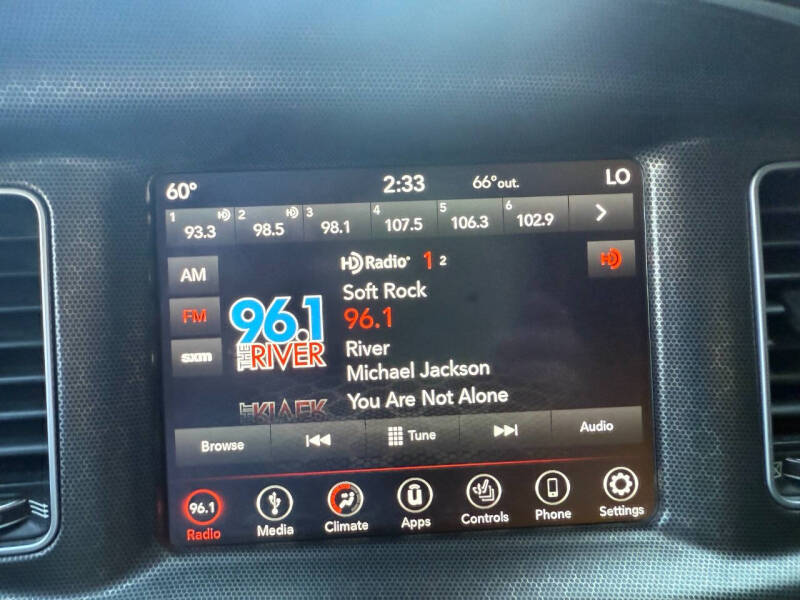 60° 2:33 66°out. LO
1 93.3 2 98.5 3 98.1 4 107.5 5 106.3 6 102.9
AM
FM
sxm
HD Radio 1 2
HD
Soft Rock
96.1
River
Michael Jackson
You Are Not Alone
96.1
THE RIVER
Browse Tune Audio
96.1
Radio Media Climate Apps Controls Phone Settings